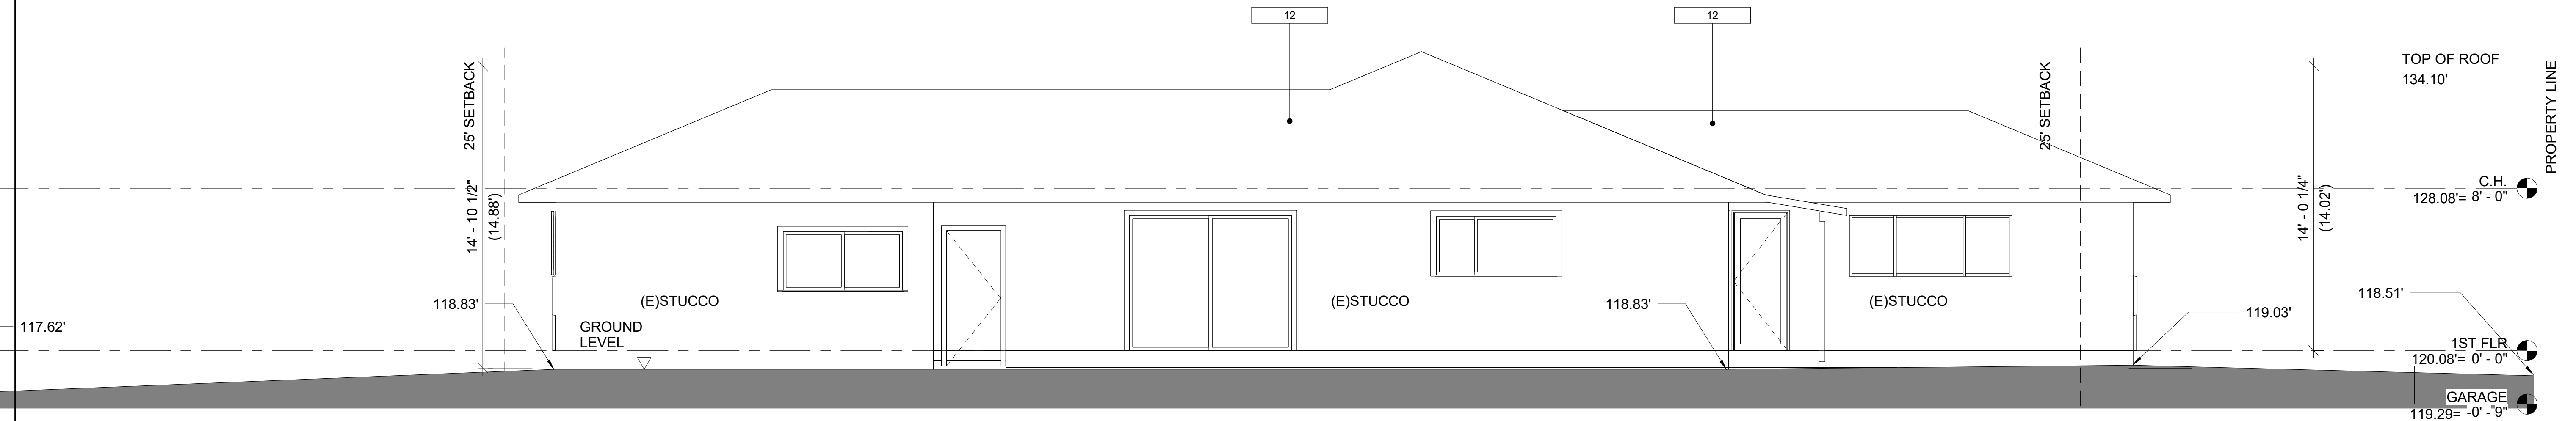 12
12
TOP OF ROOF
134.10'
PROPERTY LINE
25' SETBACK
25' SETBACK
14' - 10 1/2"
(14.88')
14' - 0 1/4"
(14.02')
C.H.
128.08'= 8' - 0"
118.83'
(E)STUCCO
(E)STUCCO
118.83'
(E)STUCCO
119.03'
118.51'
117.62'
GROUND
LEVEL
1ST FLR
120.08'= 0' - 0"
GARAGE
119.29= -0' - 9"